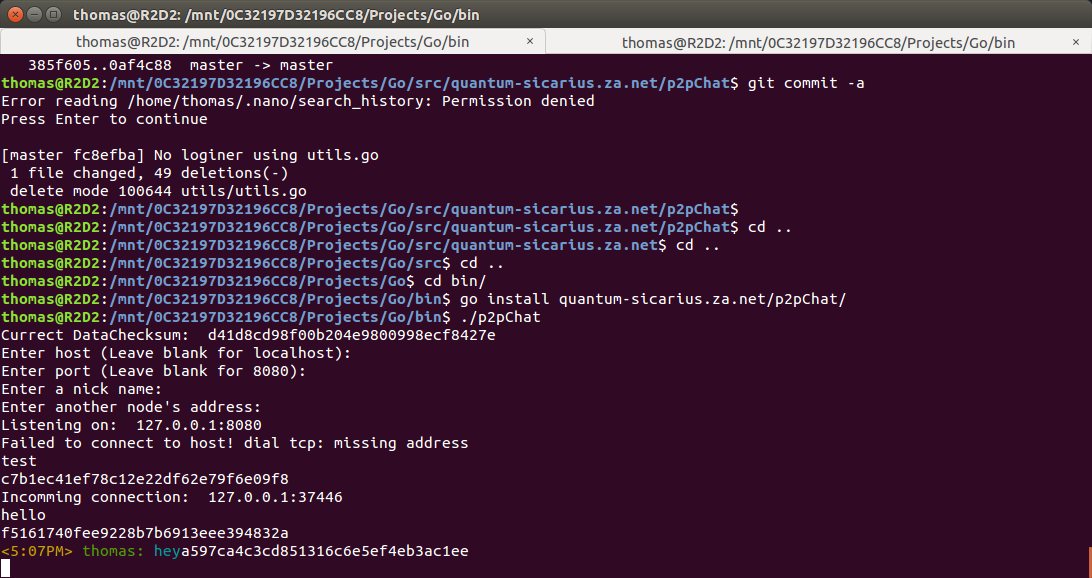 thomas@R2D2: /mnt/0C32197D32196CC8/Projects/Go/bin
thomas@R2D2: /mnt/0C32197D32196CC8/Projects/Go/bin × thomas@R2D2: /mnt/0C32197D32196CC8/Projects/Go/bin ×
385f605..0af4c88  master -> master
thomas@R2D2:/mnt/0C32197D32196CC8/Projects/Go/src/quantum-sicarius.za.net/p2pChat$ git commit -a
Error reading /home/thomas/.nano/search_history: Permission denied
Press Enter to continue
[master fc8efba] No loginer using utils.go
1 file changed, 49 deletions(-)
delete mode 100644 utils/utils.go
thomas@R2D2:/mnt/0C32197D32196CC8/Projects/Go/src/quantum-sicarius.za.net/p2pChat$
thomas@R2D2:/mnt/0C32197D32196CC8/Projects/Go/src/quantum-sicarius.za.net/p2pChat$ cd ..
thomas@R2D2:/mnt/0C32197D32196CC8/Projects/Go/src/quantum-sicarius.za.net$ cd ..
thomas@R2D2:/mnt/0C32197D32196CC8/Projects/Go/src$ cd ..
thomas@R2D2:/mnt/0C32197D32196CC8/Projects/Go$ cd bin/
thomas@R2D2:/mnt/0C32197D32196CC8/Projects/Go/bin$ go install quantum-sicarius.za.net/p2pChat/
thomas@R2D2:/mnt/0C32197D32196CC8/Projects/Go/bin$ ./p2pChat
Currect DataChecksum:  d41d8cd98f00b204e9800998ecf8427e
Enter host (Leave blank for localhost):
Enter port (Leave blank for 8080):
Enter a nick name:
Enter another node's address:
Listening on:  127.0.0.1:8080
Failed to connect to host! dial tcp: missing address
test
c7b1ec41ef78c12e22df62e79f6e09f8
Incomming connection:  127.0.0.1:37446
hello
f5161740fee9228b7b6913eee394832a
<5:07PM> thomas: heya597ca4c3cd851316c6e5ef4eb3ac1ee